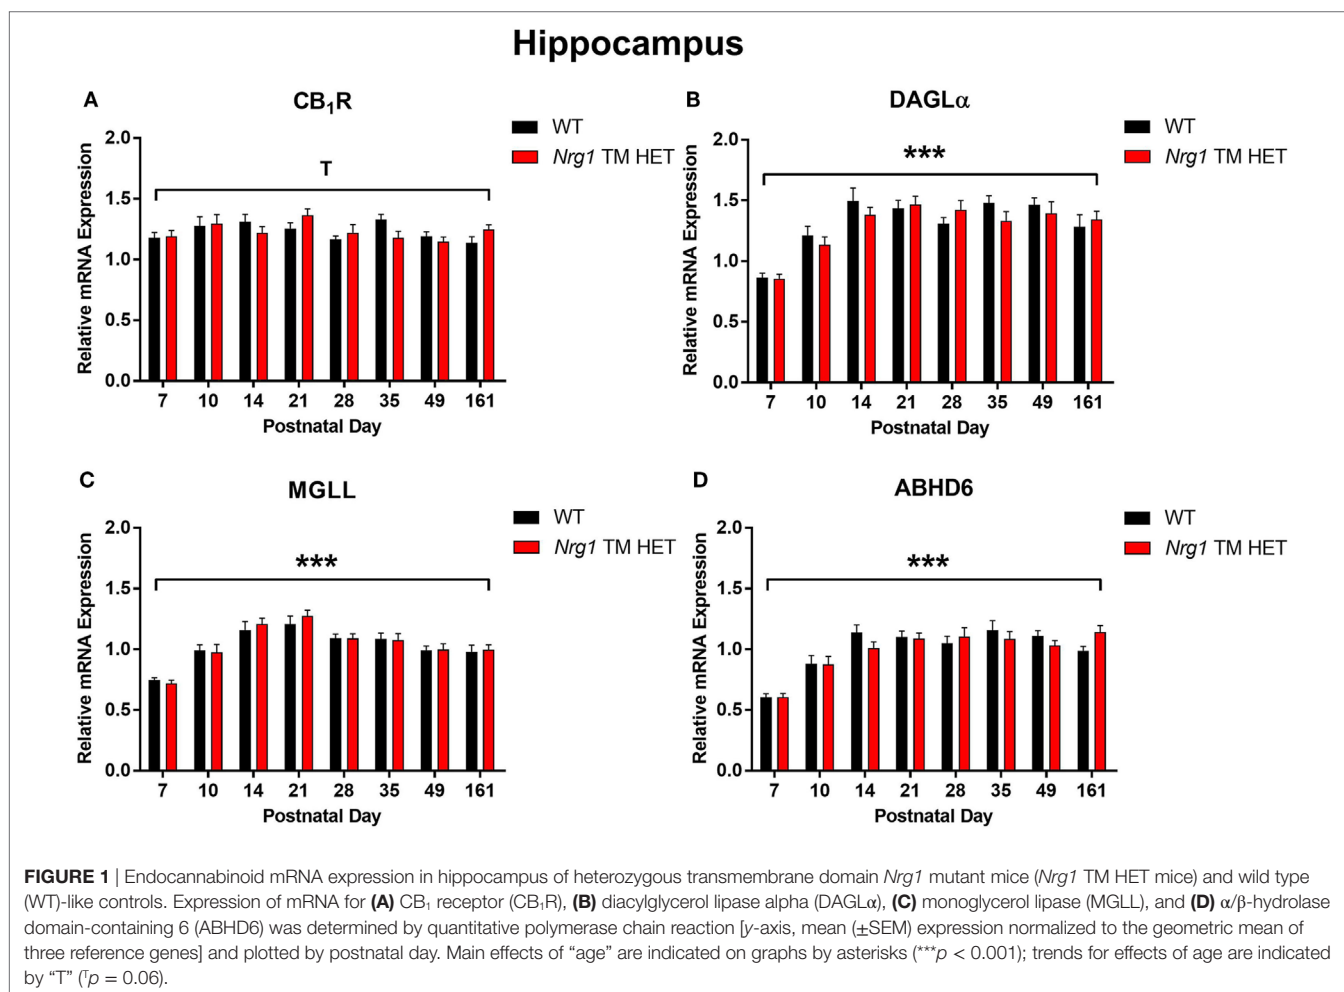 Hippocampus
A
CB₁R
WT
Nrg1 TM HET
T
Relative mRNA Expression
2.0
1.5
1.0
0.5
0.0
7 10 14 21 28 35 49 161
Postnatal Day
B
DAGLα
WT
Nrg1 TM HET
***
Relative mRNA Expression
2.0
1.5
1.0
0.5
0.0
7 10 14 21 28 35 49 161
Postnatal Day
C
MGLL
WT
Nrg1 TM HET
***
Relative mRNA Expression
2.0
1.5
1.0
0.5
0.0
7 10 14 21 28 35 49 161
Postnatal Day
D
ABHD6
WT
Nrg1 TM HET
***
Relative mRNA Expression
2.0
1.5
1.0
0.5
0.0
7 10 14 21 28 35 49 161
Postnatal Day
FIGURE 1 | Endocannabinoid mRNA expression in hippocampus of heterozygous transmembrane domain Nrg1 mutant mice (Nrg1 TM HET mice) and wild type
(WT)-like controls. Expression of mRNA for (A) CB₁ receptor (CB₁R), (B) diacylglycerol lipase alpha (DAGLα), (C) monoglycerol lipase (MGLL), and (D) α/β-hydrolase
domain-containing 6 (ABHD6) was determined by quantitative polymerase chain reaction [y-axis, mean (±SEM) expression normalized to the geometric mean of
three reference genes] and plotted by postnatal day. Main effects of “age” are indicated on graphs by asterisks (***p < 0.001); trends for effects of age are indicated
by “T” (ᵀp = 0.06).